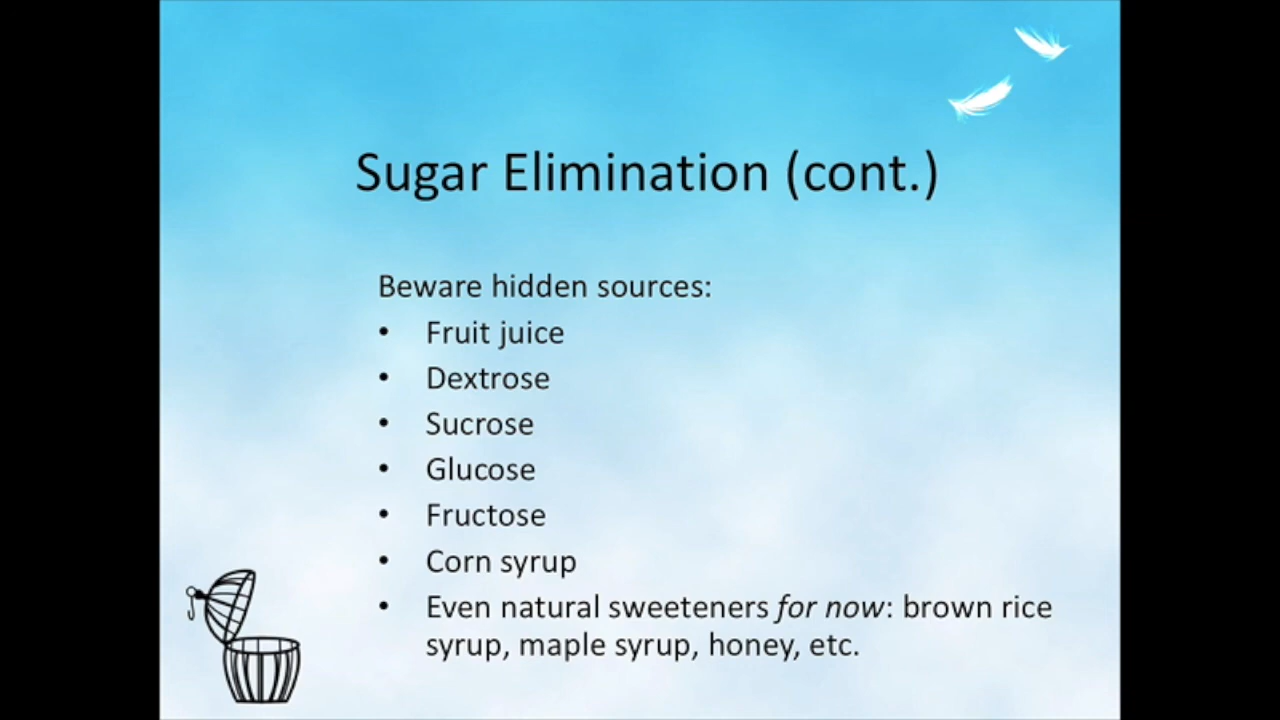 Sugar Elimination (cont.)
Beware hidden sources:
• Fruit juice
• Dextrose
• Sucrose
• Glucose
• Fructose
• Corn syrup
• Even natural sweeteners for now: brown rice
syrup, maple syrup, honey, etc.